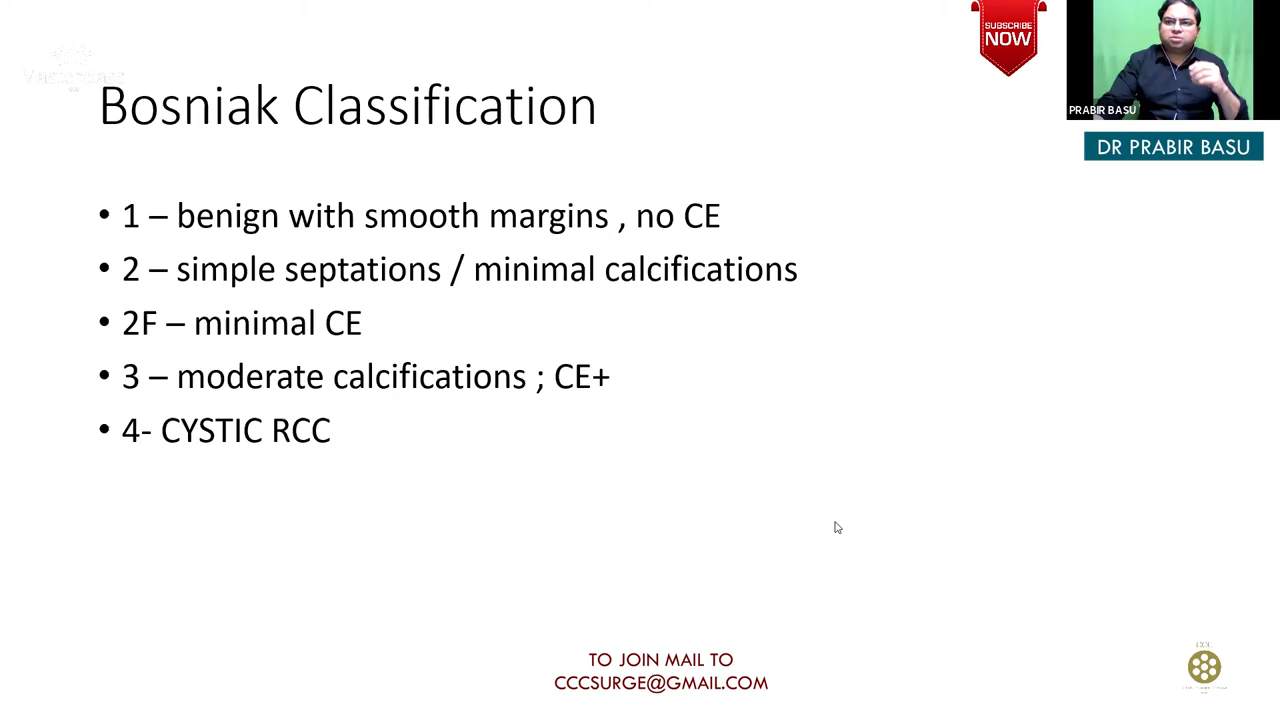 SUBSCRIBE
NOW
PRABIR BASU
DR PRABIR BASU
Masterclass
Bosniak Classification
• 1 – benign with smooth margins , no CE
• 2 – simple septations / minimal calcifications
• 2F – minimal CE
• 3 – moderate calcifications ; CE+
• 4- CYSTIC RCC
TO JOIN MAIL TO
CCCSURGE@GMAIL.COM
CCC